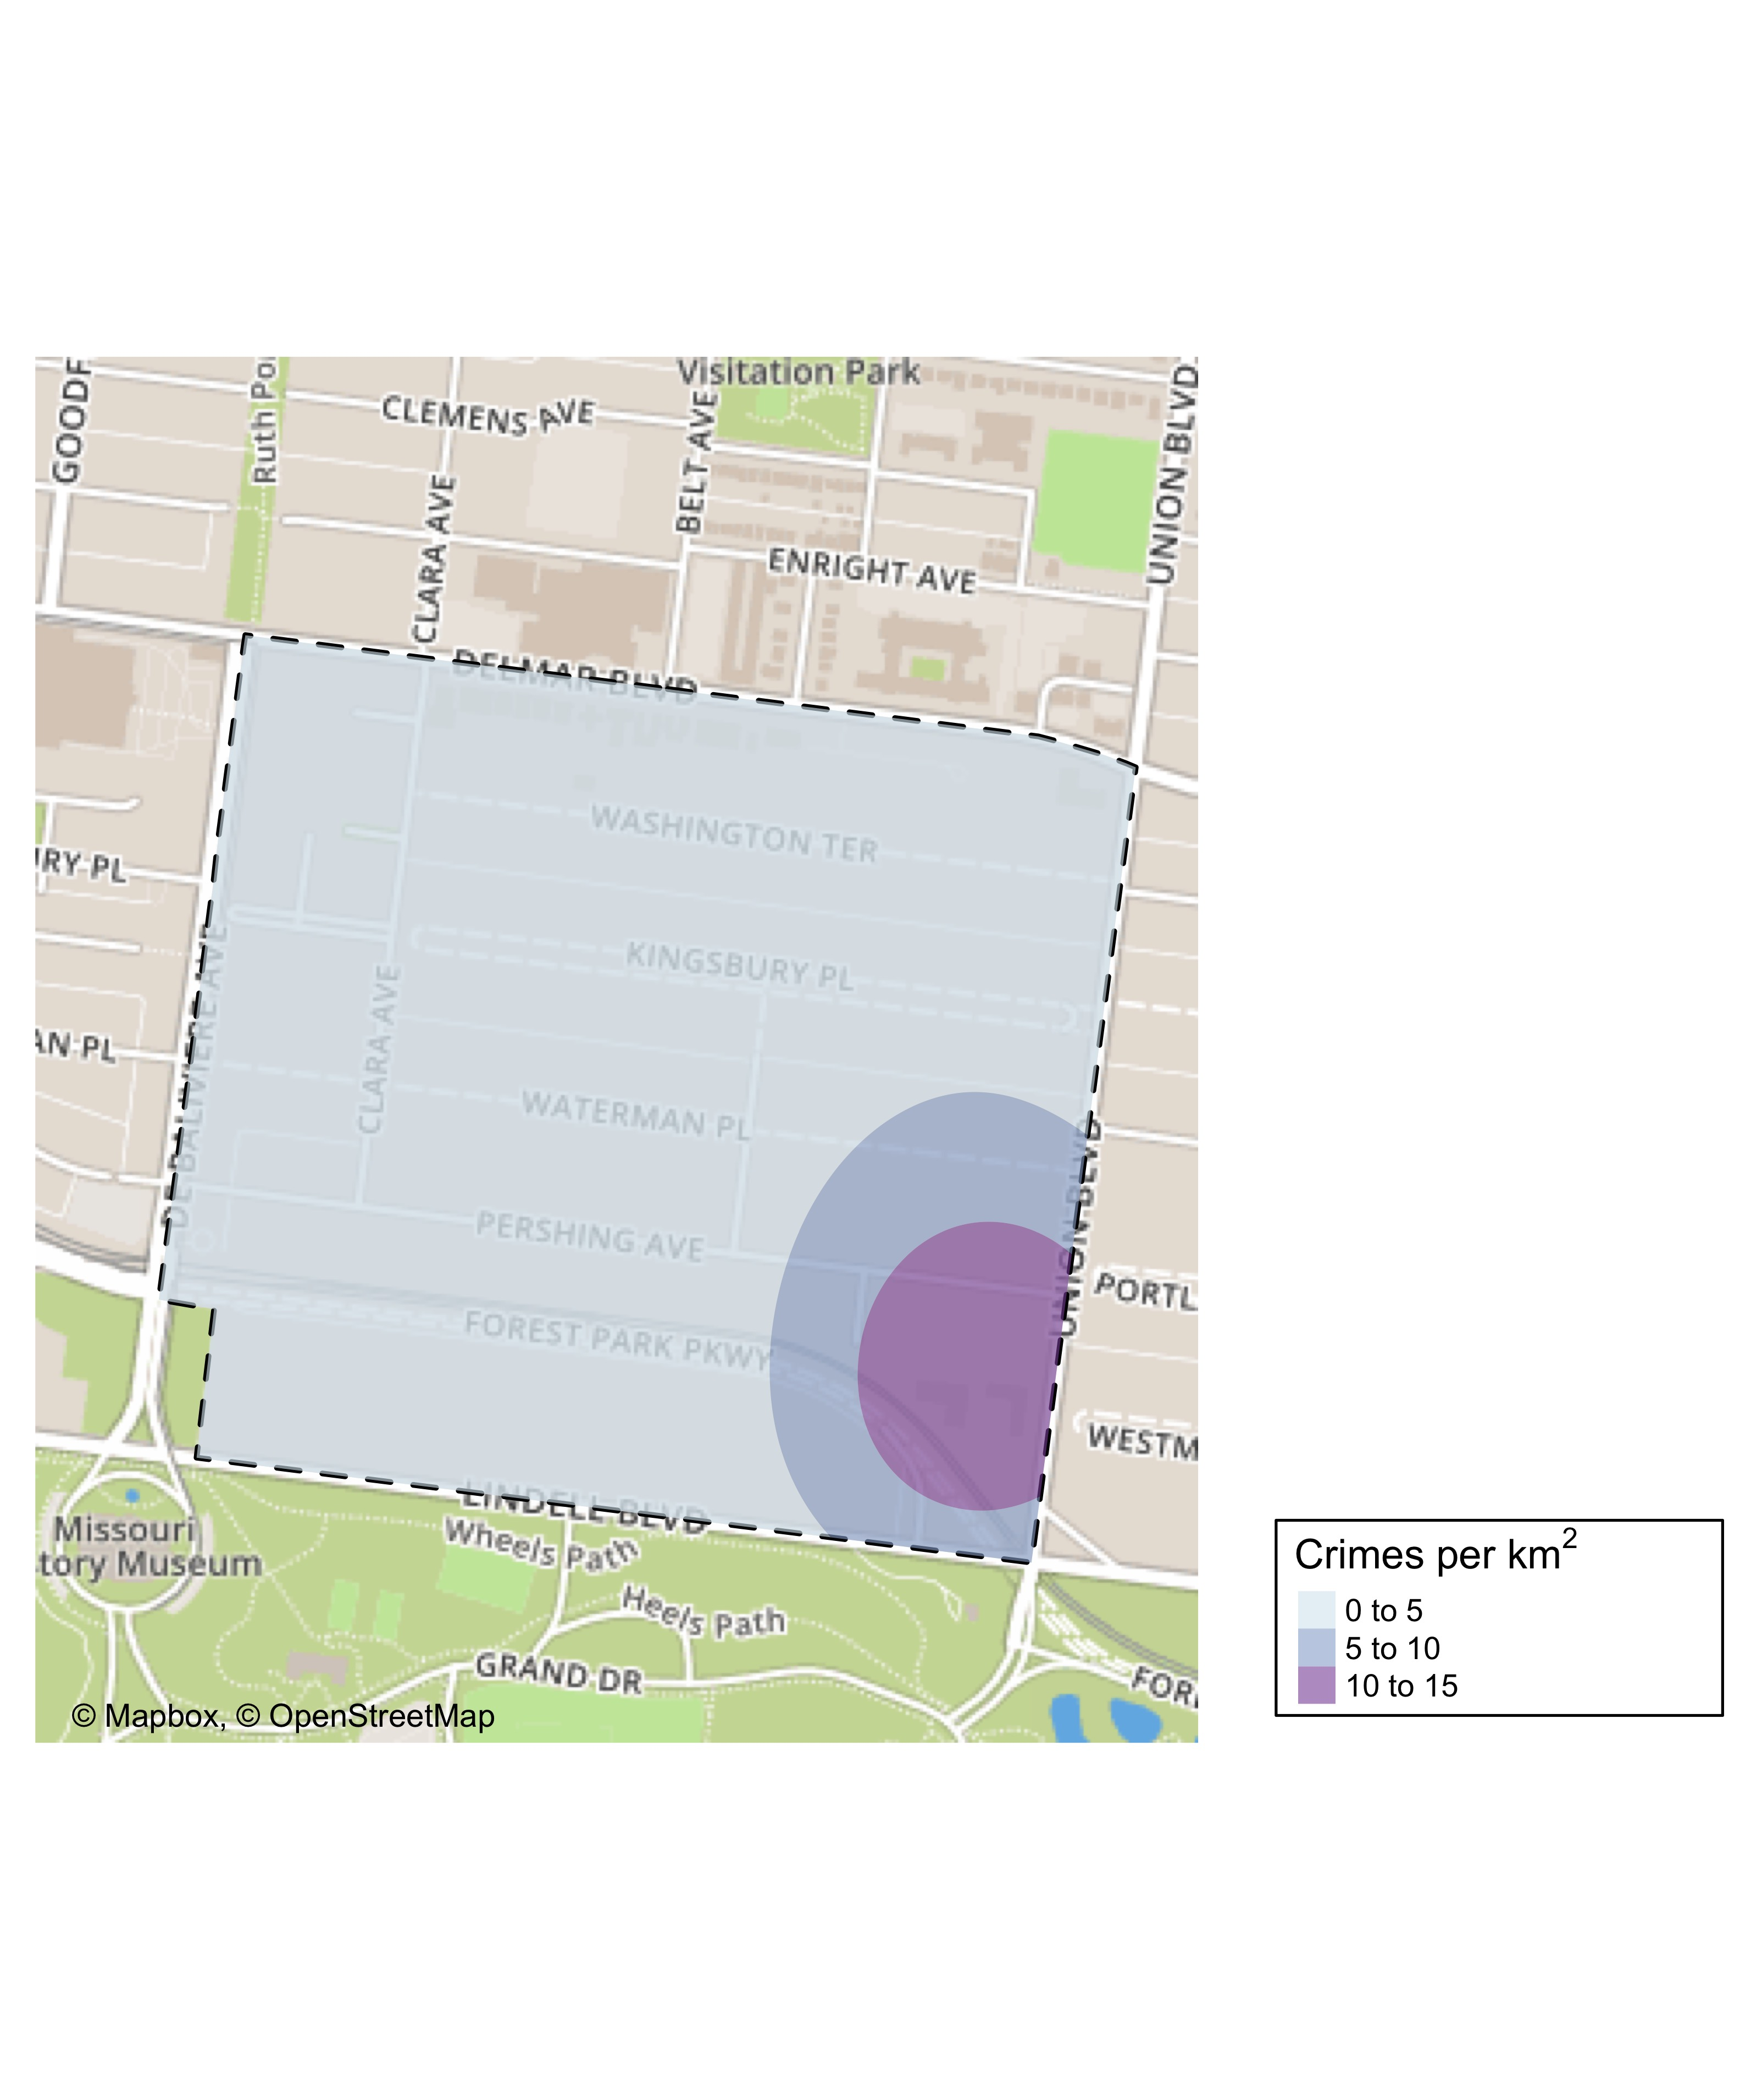 Visitation Park
GOODF
Ruth Po
CLEMENS AVE
BELT AVE
UNION BLVD
CLARA AVE
ENRIGHT AVE
DELMAR BLVD
WASHINGTON TER
RY PL
KINGSBURY PL
DE BALIVIERE AVE
CLARA AVE
AN PL
WATERMAN PL
UNION BLVD
PERSHING AVE
PORTL
FOREST PARK PKWY
WESTM
LINDELL BLVD
Missouri
tory Museum
Wheels Path
Heels Path
GRAND DR
FOR
© Mapbox, © OpenStreetMap
Crimes per km²
0 to 5
5 to 10
10 to 15